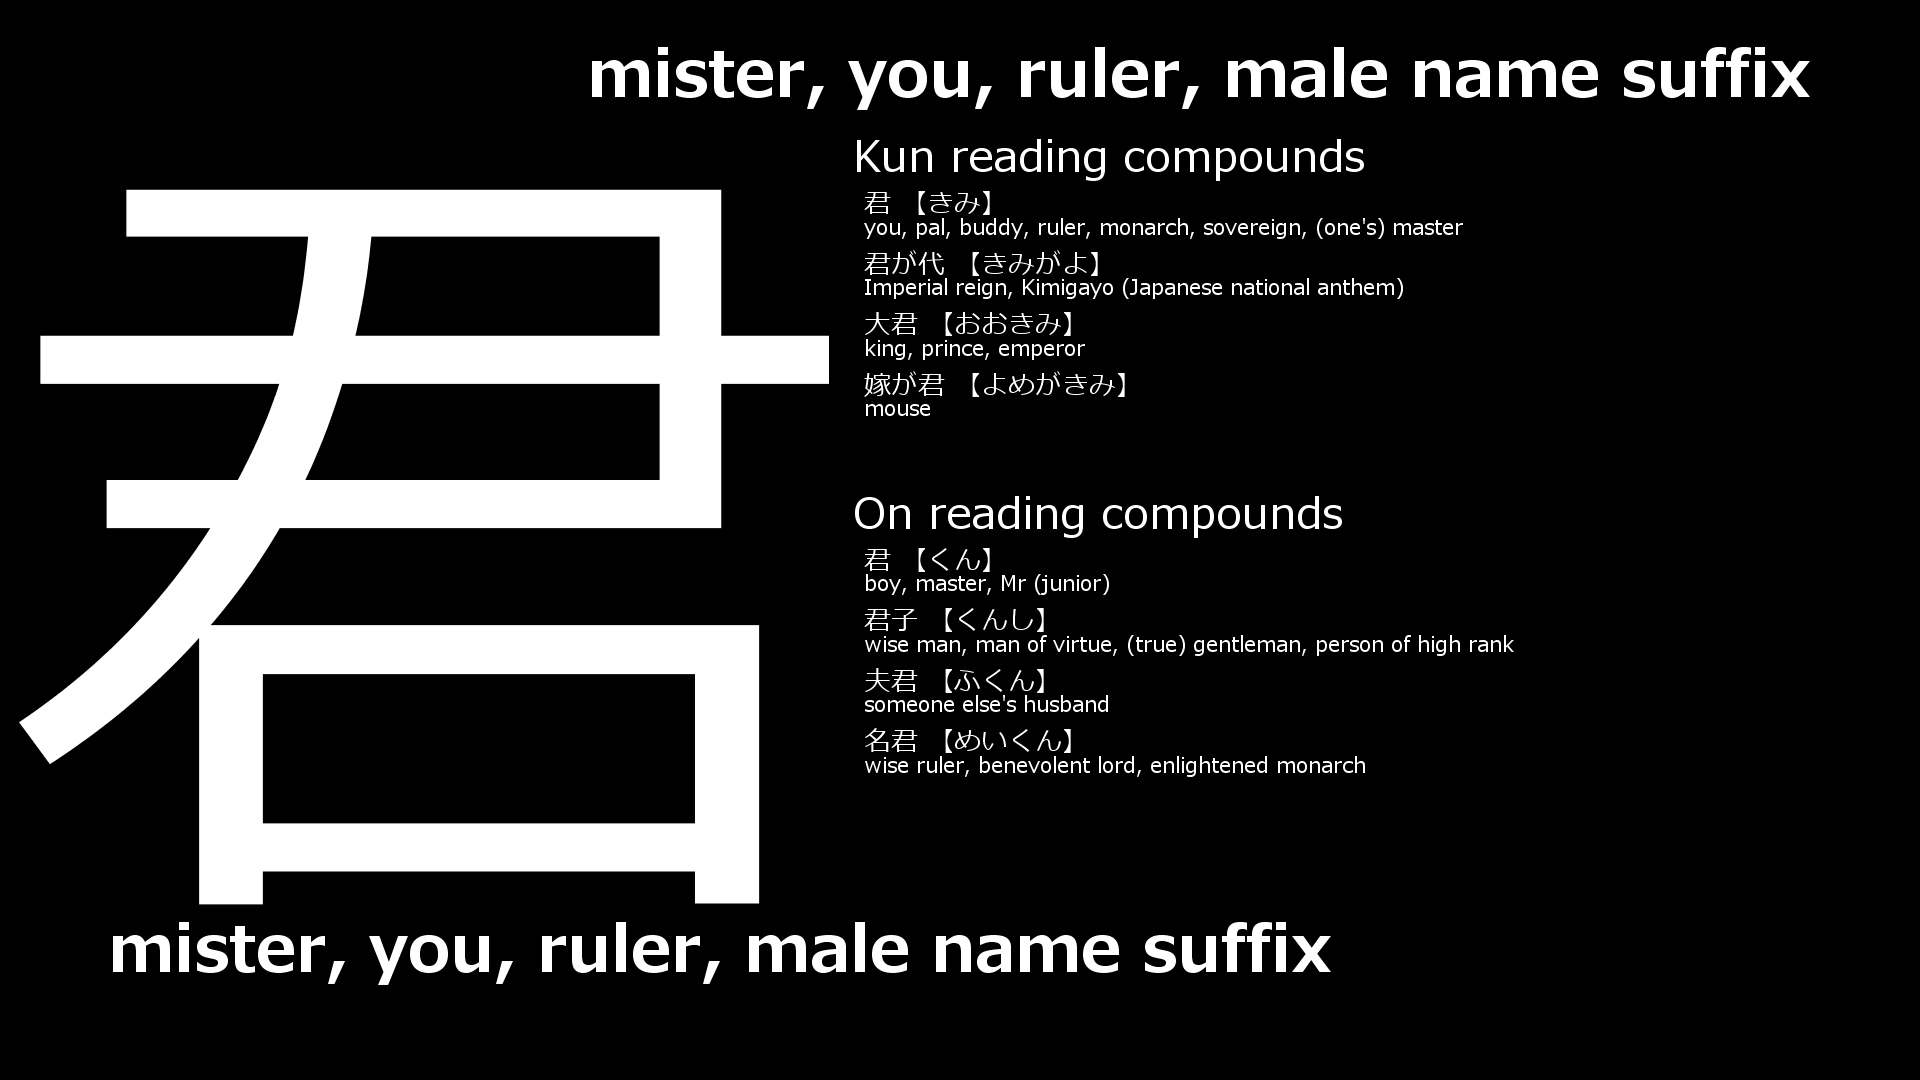 mister, you, ruler, male name suffix
君
Kun reading compounds
君 【きみ】
you, pal, buddy, ruler, monarch, sovereign, (one's) master
君が代 【きみがよ】
Imperial reign, Kimigayo (Japanese national anthem)
大君 【おおきみ】
king, prince, emperor
嫁が君 【よめがきみ】
mouse
On reading compounds
君 【くん】
boy, master, Mr (junior)
君子 【くんし】
wise man, man of virtue, (true) gentleman, person of high rank
夫君 【ふくん】
someone else's husband
名君 【めいくん】
wise ruler, benevolent lord, enlightened monarch
mister, you, ruler, male name suffix